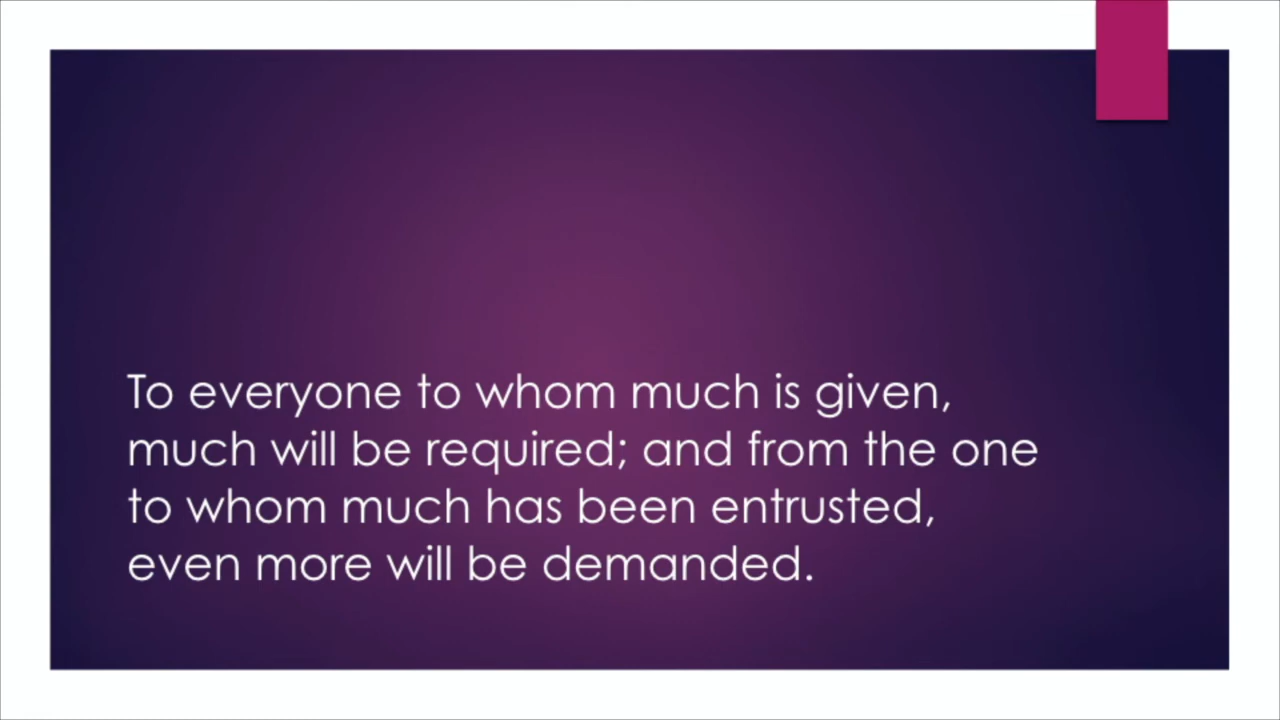 To everyone to whom much is given,
much will be required; and from the one
to whom much has been entrusted,
even more will be demanded.